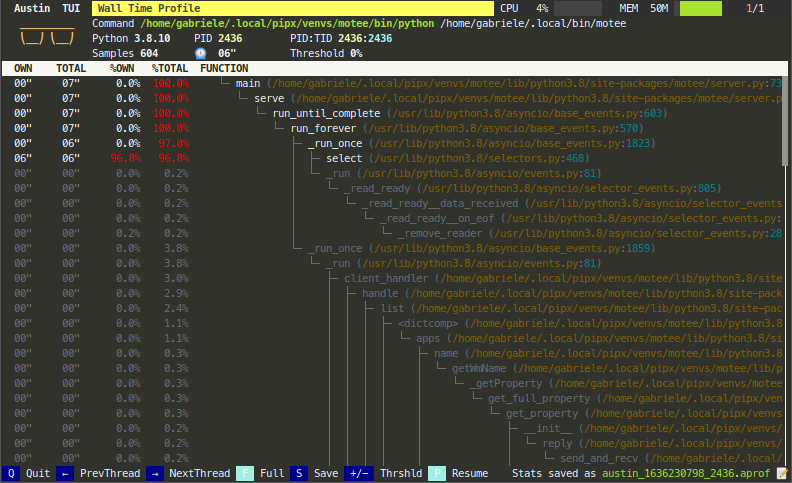 Austin TUI Wall Time Profile CPU 4% MEM 50M 1/1
Command /home/gabriele/.local/pipx/venvs/motee/bin/python /home/gabriele/.local/bin/motee
Python 3.8.10 PID 2436 PID:TID 2436:2436
Samples 604 06" Threshold 0%
OWN TOTAL %OWN %TOTAL FUNCTION
00" 07" 0.0% 100.0% └─ main (/home/gabriele/.local/pipx/venvs/motee/lib/python3.8/site-packages/motee/server.py:73
00" 07" 0.0% 100.0% └─ serve (/home/gabriele/.local/pipx/venvs/motee/lib/python3.8/site-packages/motee/server.p
00" 07" 0.0% 100.0% └─ run_until_complete (/usr/lib/python3.8/asyncio/base_events.py:603)
00" 07" 0.0% 100.0% └─ run_forever (/usr/lib/python3.8/asyncio/base_events.py:570)
00" 06" 0.0% 97.0% ├─ _run_once (/usr/lib/python3.8/asyncio/base_events.py:1823)
06" 06" 96.8% 96.8% │ ├─ select (/usr/lib/python3.8/selectors.py:468)
00" 00" 0.0% 0.2% │ └─ _run (/usr/lib/python3.8/asyncio/events.py:81)
00" 00" 0.0% 0.2% │ └─ _read_ready (/usr/lib/python3.8/asyncio/selector_events.py:805)
00" 00" 0.0% 0.2% │ └─ _read_ready__data_received (/usr/lib/python3.8/asyncio/selector_events
00" 00" 0.0% 0.2% │ └─ _read_ready__on_eof (/usr/lib/python3.8/asyncio/selector_events.py:
00" 00" 0.2% 0.2% │ └─ _remove_reader (/usr/lib/python3.8/asyncio/selector_events.py:28
00" 00" 0.0% 3.8% └─ _run_once (/usr/lib/python3.8/asyncio/base_events.py:1859)
00" 00" 0.0% 3.8% └─ _run (/usr/lib/python3.8/asyncio/events.py:81)
00" 00" 0.0% 3.0% ├─ client_handler (/home/gabriele/.local/pipx/venvs/motee/lib/python3.8/site
00" 00" 0.0% 2.9% │ ├─ handle (/home/gabriele/.local/pipx/venvs/motee/lib/python3.8/site-pack
00" 00" 0.0% 2.4% │ │ ├─ list (/home/gabriele/.local/pipx/venvs/motee/lib/python3.8/site-pac
00" 00" 0.0% 1.1% │ │ │ ├─ <dictcomp> (/home/gabriele/.local/pipx/venvs/motee/lib/python3.8
00" 00" 0.0% 1.1% │ │ │ │ └─ apps (/home/gabriele/.local/pipx/venvs/motee/lib/python3.8/si
00" 00" 0.0% 0.3% │ │ │ │ ├─ name (/home/gabriele/.local/pipx/venvs/motee/lib/python3.8
00" 00" 0.0% 0.3% │ │ │ │ │ └─ getWmName (/home/gabriele/.local/pipx/venvs/motee/lib/p
00" 00" 0.0% 0.3% │ │ │ │ │ └─ _getProperty (/home/gabriele/.local/pipx/venvs/motee
00" 00" 0.0% 0.3% │ │ │ │ │ └─ get_full_property (/home/gabriele/.local/pipx/venvs
00" 00" 0.0% 0.3% │ │ │ │ │ └─ get_property (/home/gabriele/.local/pipx/venvs
00" 00" 0.0% 0.2% │ │ │ │ │ ├─ __init__ (/home/gabriele/.local/pipx/venvs
00" 00" 0.0% 0.2% │ │ │ │ │ │ └─ reply (/home/gabriele/.local/pipx/venvs
00" 00" 0.0% 0.2% │ │ │ │ │ │ └─ send_and_recv (/home/gabriele/.local/
Q Quit ← PrevThread → NextThread F Full S Save +/− Thrshld P Resume Stats saved as austin_1636230798_2436.aprof